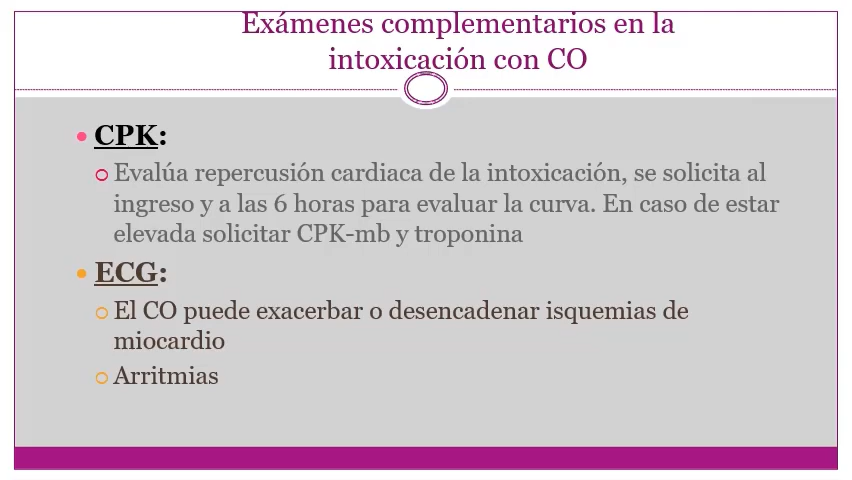 Exámenes complementarios en la
intoxicación con CO
CPK:
Evalúa repercusión cardiaca de la intoxicación, se solicita al
ingreso y a las 6 horas para evaluar la curva. En caso de estar
elevada solicitar CPK-mb y troponina
ECG:
El CO puede exacerbar o desencadenar isquemias de
miocardio
Arritmias